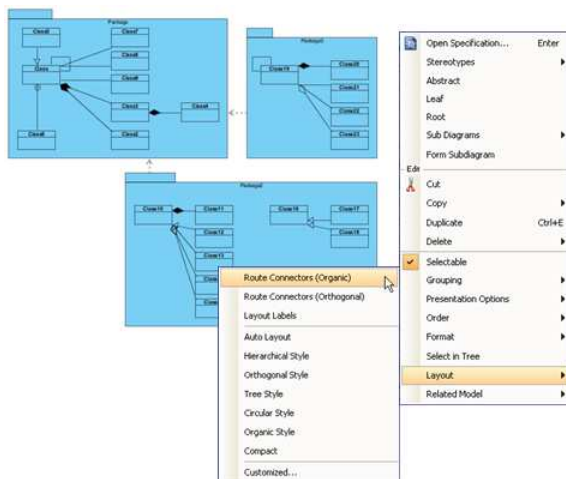 Package
Class5
Class7
Class8
Class
Class9
Class3
Class4
Class6
Class2
Package3
Class19
Class20
Class21
Class22
Class23
Package2
Class10
Class11
Class12
Class13
Class16
Class17
Class18
Open Specification... Enter
Stereotypes
Abstract
Leaf
Root
Sub Diagrams
Form Subdiagram
Edi
Cut
Copy
Duplicate Ctrl+E
Delete
Selectable
Grouping
Presentation Options
Order
Format
Select in Tree
Layout
Related Model
Route Connectors (Organic)
Route Connectors (Orthogonal)
Layout Labels
Auto Layout
Hierarchical Style
Orthogonal Style
Tree Style
Circular Style
Organic Style
Compact
Customized...